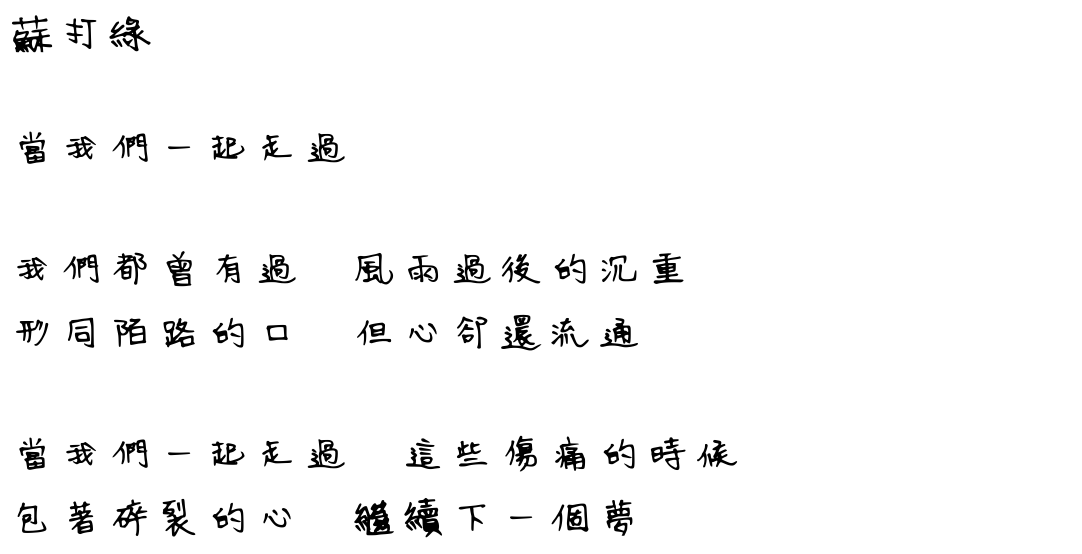 蘇打綠
當我們一起走過
我們都曾有過　風雨過後的沉重
形同陌路的口　但心卻還流通
當我們一起走過　這些傷痛的時候
包著碎裂的心　繼續下一個夢